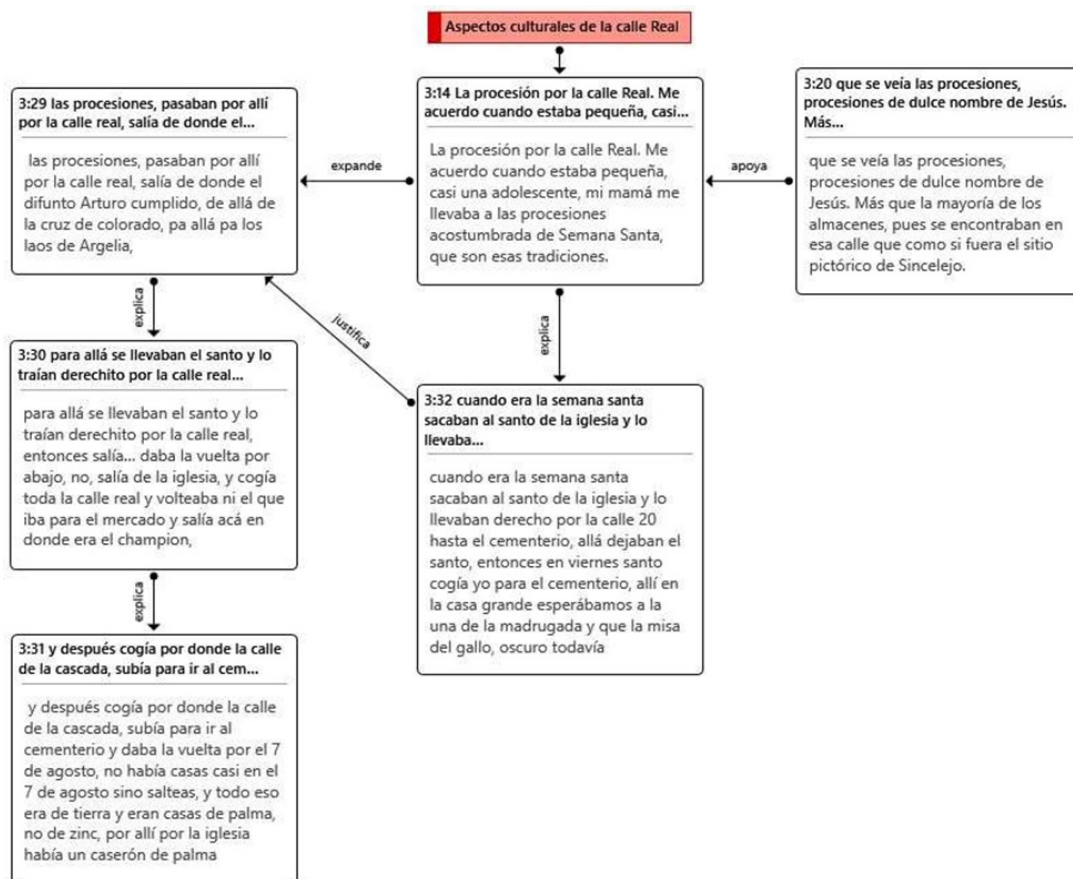 Aspectos culturales de la calle Real
3:29 las procesiones, pasaban por allí
por la calle real, salía de donde el...
las procesiones, pasaban por allí
por la calle real, salía de donde el
difunto Arturo cumplido, de allá de
la cruz de colorado, pa allá pa los
laos de Argelia,
expande
3:14 La procesión por la calle Real. Me
acuerdo cuando estaba pequeña, casi...
La procesión por la calle Real. Me
acuerdo cuando estaba pequeña,
casi una adolescente, mi mamá me
llevaba a las procesiones
acostumbrada de Semana Santa,
que son esas tradiciones.
apoya
3:20 que se veía las procesiones,
procesiones de dulce nombre de Jesús.
Más...
que se veía las procesiones,
procesiones de dulce nombre de
Jesús. Más que la mayoría de los
almacenes, pues se encontraban en
esa calle que como si fuera el sitio
pictórico de Sincelejo.
explica
justifica
explica
3:30 para allá se llevaban el santo y lo
traían derechito por la calle real...
para allá se llevaban el santo y lo
traían derechito por la calle real,
entonces salía... daba la vuelta por
abajo, no, salía de la iglesia, y cogía
toda la calle real y volteaba ni el que
iba para el mercado y salía acá en
donde era el champion,
3:32 cuando era la semana santa
sacaban al santo de la iglesia y lo
llevaba...
cuando era la semana santa
sacaban al santo de la iglesia y lo
llevaban derecho por la calle 20
hasta el cementerio, allá dejaban el
santo, entonces en viernes santo
cogía yo para el cementerio, allí en
la casa grande esperábamos a la
una de la madrugada y que la misa
del gallo, oscuro todavía
explica
3:31 y después cogía por donde la calle
de la cascada, subía para ir al cem...
y después cogía por donde la calle
de la cascada, subía para ir al
cementerio y daba la vuelta por el 7
de agosto, no había casas casi en el
7 de agosto sino salteas, y todo eso
era de tierra y eran casas de palma,
no de zinc, por allí por la iglesia
había un caserón de palma